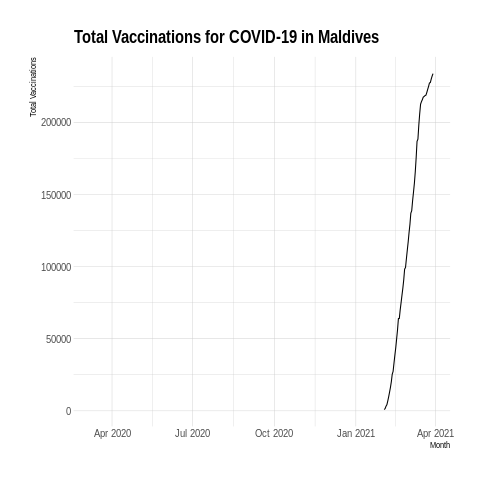 Total Vaccinations for COVID-19 in Maldives
Total Vaccinations
200000
150000
100000
50000
0
Apr 2020 Jul 2020 Oct 2020 Jan 2021 Apr 2021
Month